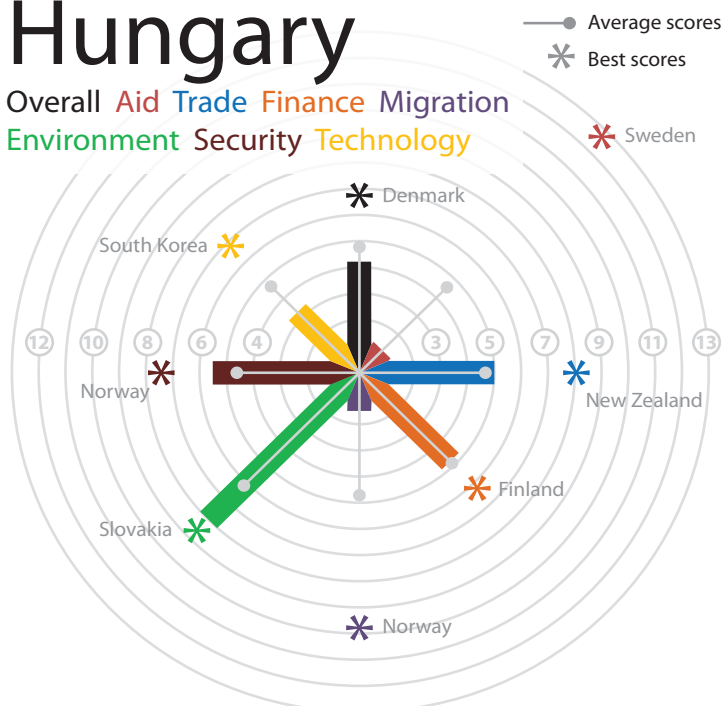 Hungary
Average scores
Best scores
Overall Aid Trade Finance Migration
Environment Security Technology
Sweden
Denmark
South Korea
12 10 8 6 4 3 5 7 9 11 13
Norway
New Zealand
Finland
Slovakia
Norway